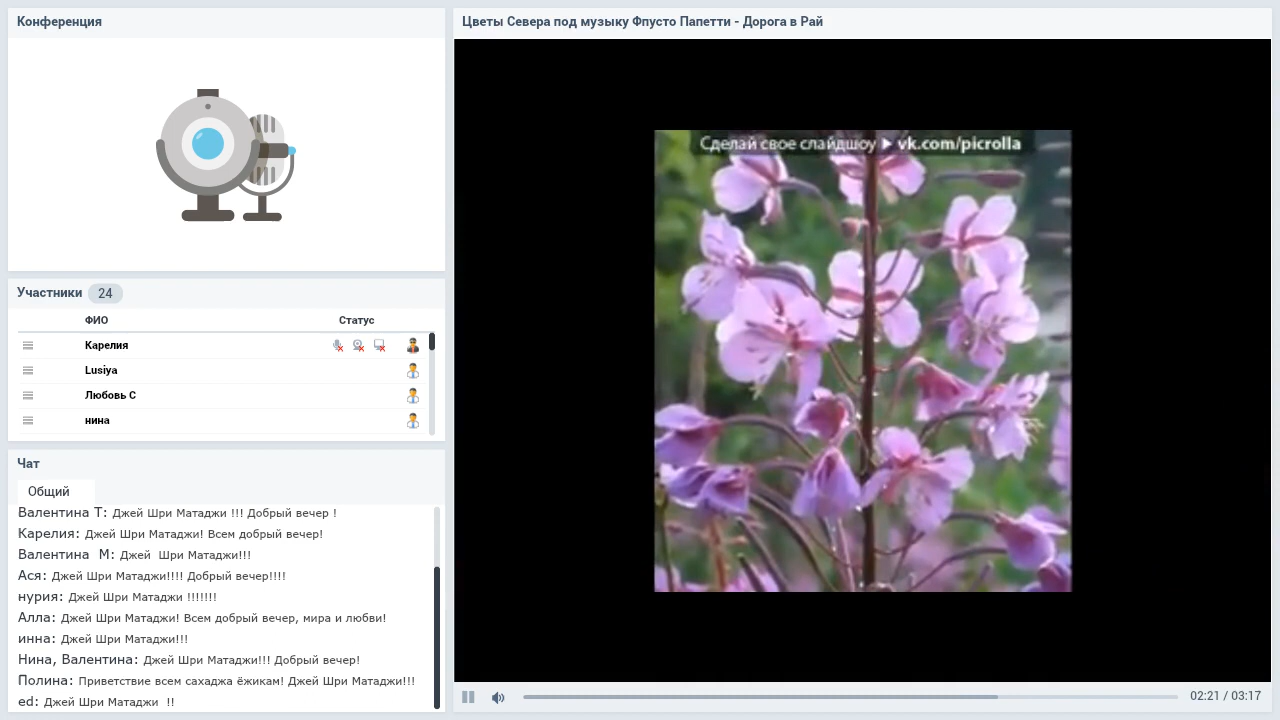 Конференция
Участники 24
ФИО Статус
Карелия
Lusiya
Любовь С
нина
Чат
Общий
Валентина Т: Джей Шри Матаджи !!! Добрый вечер !
Карелия: Джей Шри Матаджи! Всем добрый вечер!
Валентина  М: Джей  Шри Матаджи!!!
Ася: Джей Шри Матаджи!!!! Добрый вечер!!!!
нурия: Джей Шри Матаджи !!!!!!!
Алла: Джей Шри Матаджи! Всем добрый вечер, мира и любви!
инна: Джей Шри Матаджи!!!
Нина, Валентина: Джей Шри Матаджи!!! Добрый вечер!
Полина: Приветствие всем сахаджа ёжикам! Джей Шри Матаджи!!!
ed: Джей Шри Матаджи  !!
Цветы Севера под музыку Фпусто Папетти - Дорога в Рай
Сделай свое слайдшоу ▶ vk.com/picrolla
02:21 / 03:17